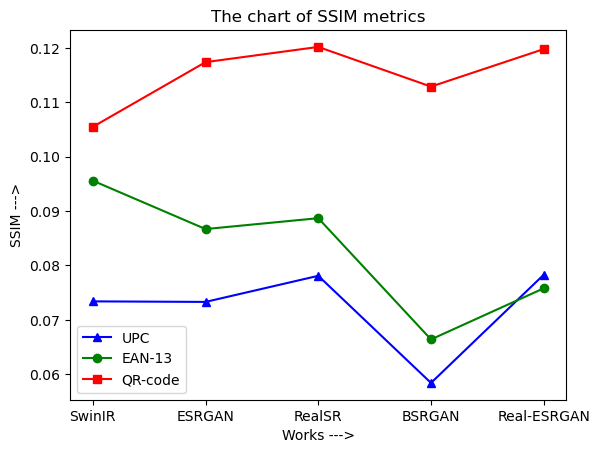 The chart of SSIM metrics
SSIM --->
0.12
0.11
0.10
0.09
0.08
0.07
0.06
UPC
EAN-13
QR-code
SwinIR ESRGAN RealSR BSRGAN Real-ESRGAN
Works --->